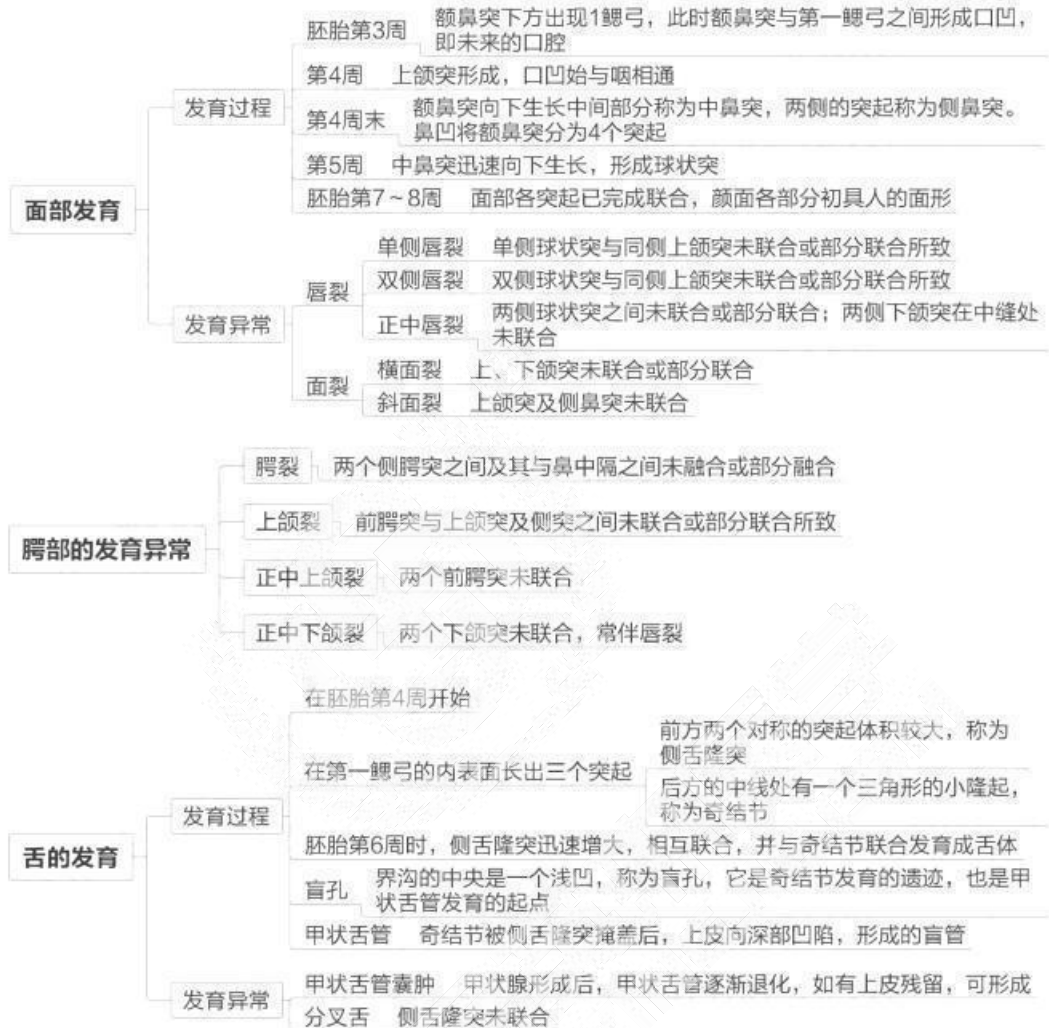 面部发育
发育过程
胚胎第3周
额鼻突下方出现1鳃弓，此时额鼻突与第一鳃弓之间形成口凹，
即未来的口腔
第4周
上颌突形成，口凹始与咽相通
第4周末
额鼻突向下生长中间部分称为中鼻突，两侧的突起称为侧鼻突。
鼻凹将额鼻突分为4个突起
第5周
中鼻突迅速向下生长，形成球状突
胚胎第7~8周
面部各突起已完成联合，颜面各部分初具人的面形
发育异常
唇裂
单侧唇裂
单侧球状突与同侧上颌突未联合或部分联合所致
双侧唇裂
双侧球状突与同侧上颌突未联合或部分联合所致
正中唇裂
两侧球状突之间未联合或部分联合；两侧下颌突在中缝处
未联合
面裂
横面裂
上、下颌突未联合或部分联合
斜面裂
上颌突及侧鼻突未联合
腭部的发育异常
腭裂
两个侧腭突之间及其与鼻中隔之间未融合或部分融合
上颌裂
前腭突与上颌突及侧突之间未联合或部分联合所致
正中上颌裂
两个前腭突未联合
正中下颌裂
两个下颌突未联合，常伴唇裂
舌的发育
发育过程
在胚胎第4周开始
在第一鳃弓的内表面长出三个突起
前方两个对称的突起体积较大，称为
侧舌隆突
后方的中线处有一个三角形的小隆起，
称为奇结节
胚胎第6周时，侧舌隆突迅速增大，相互联合，并与奇结节联合发育成舌体
盲孔
界沟的中央是一个浅凹，称为盲孔，它是奇结节发育的遗迹，也是甲
状舌管发育的起点
甲状舌管
奇结节被侧舌隆突掩盖后，上皮向深部凹陷，形成的盲管
发育异常
甲状舌管囊肿
甲状腺形成后，甲状舌管逐渐退化，如有上皮残留，可形成
分叉舌
侧舌隆突未联合